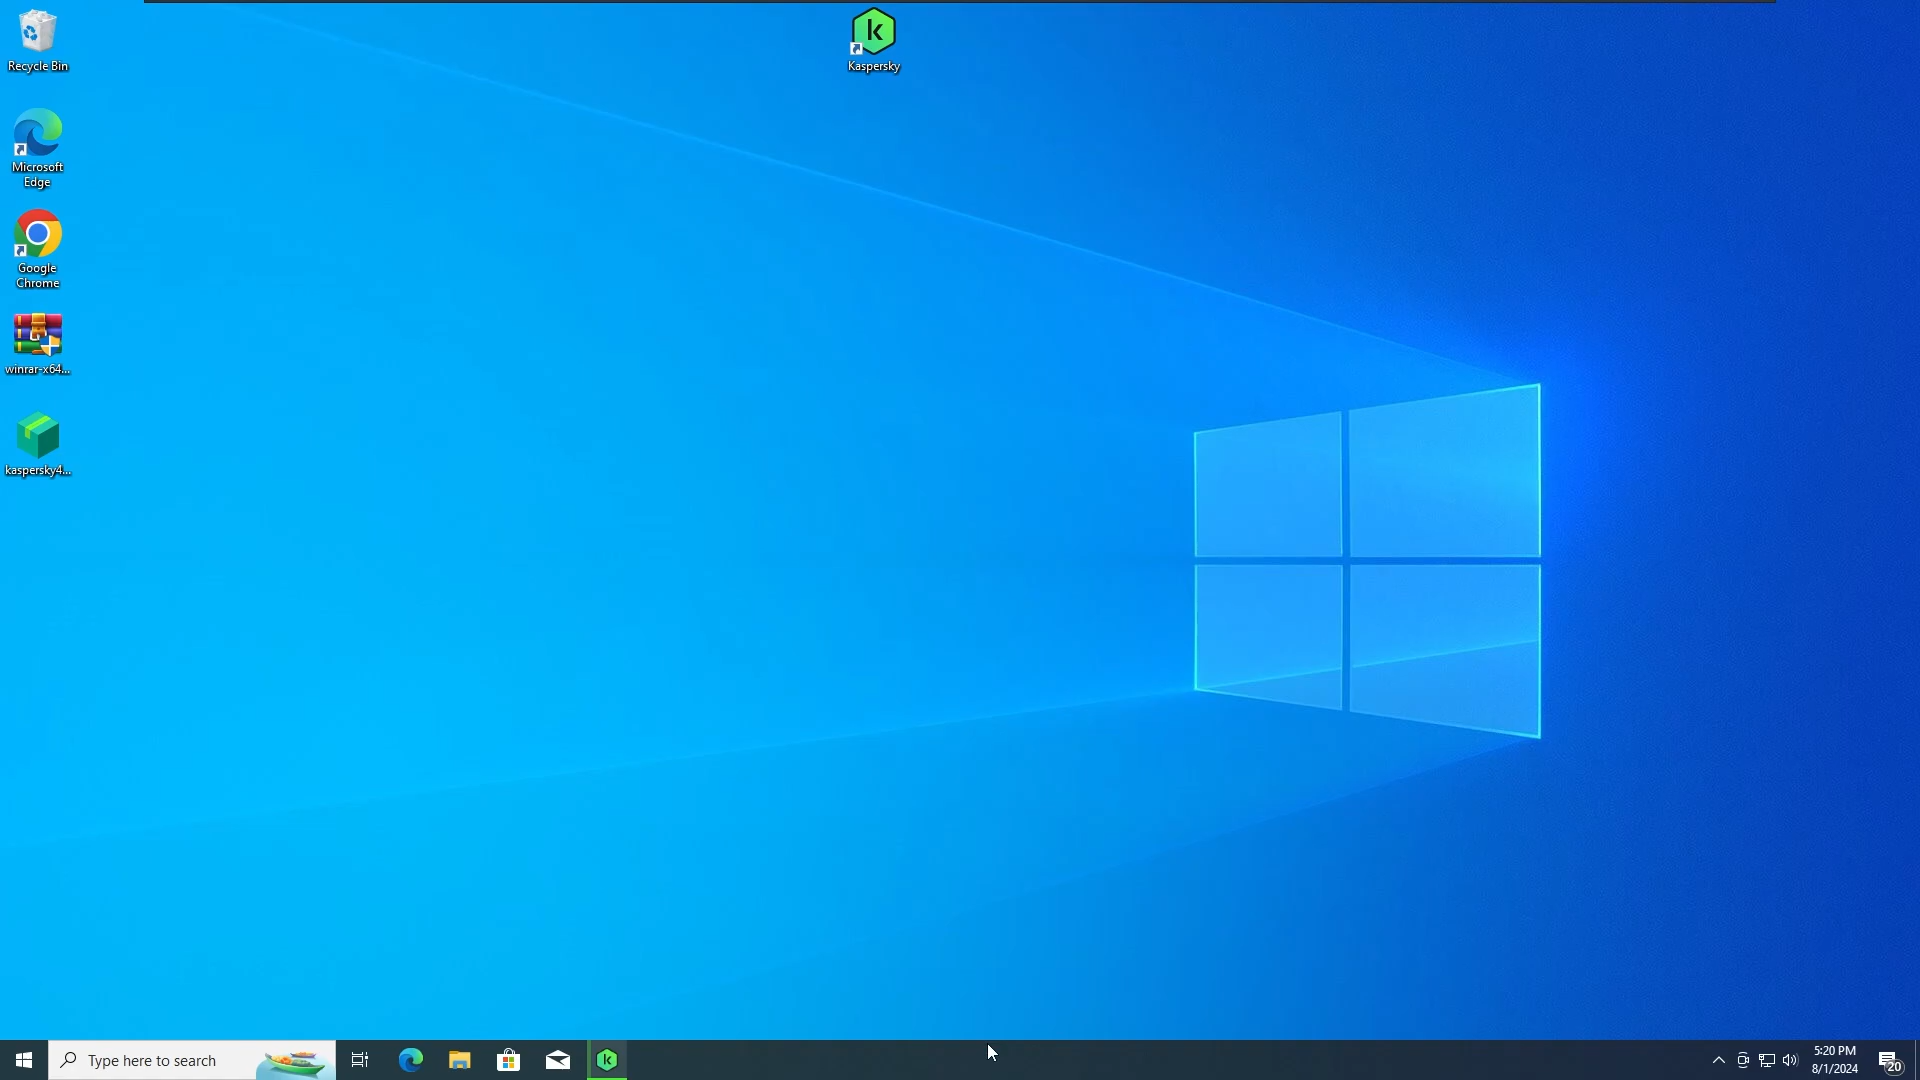 Recycle Bin
Kaspersky
Microsoft
Edge
Google
Chrome
winrar-x64...
kaspersky4...
Type here to search
5:20 PM
8/1/2024
20